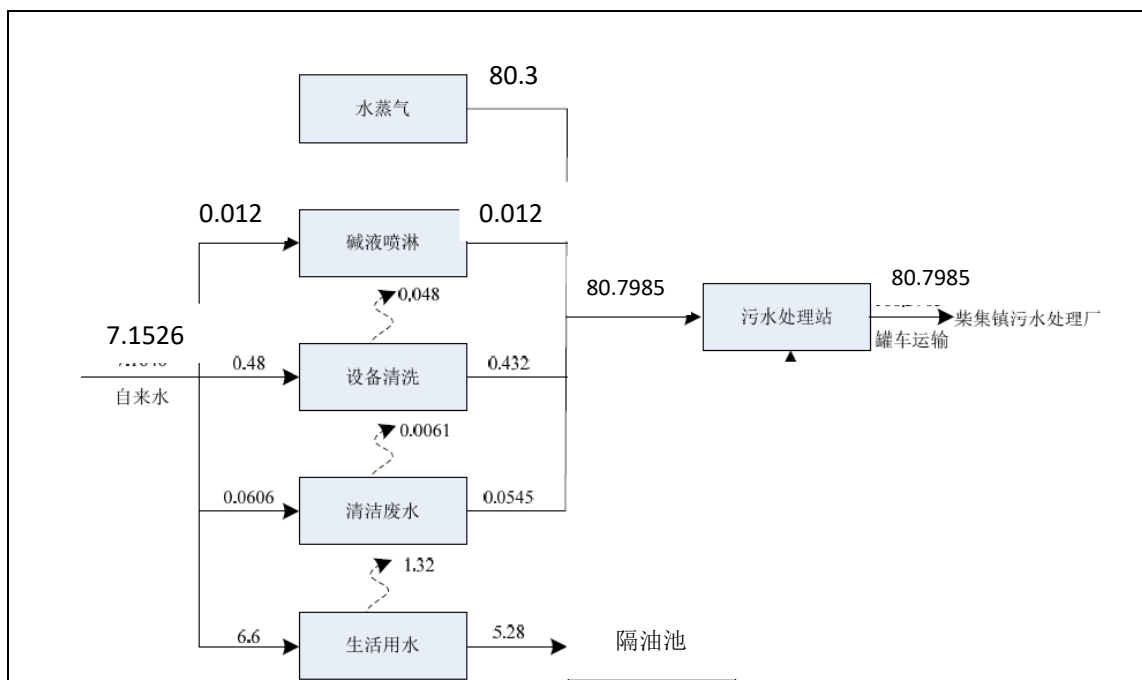 80.3
水蒸气
0.012
碱液喷淋
0.012
0.048
80.7985
污水处理站
80.7985
柴集镇污水处理厂
罐车运输
7.1526
自来水
0.48
设备清洗
0.432
0.0061
0.0606
清洁废水
0.0545
1.32
6.6
生活用水
5.28
隔油池